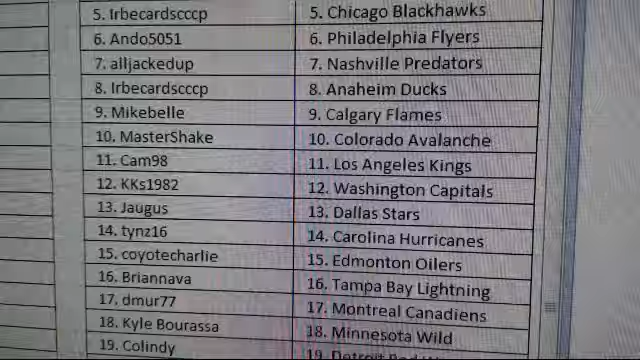 5. Irbecardscccp 5. Chicago Blackhawks
6. Ando5051 6. Philadelphia Flyers
7. alljackedup 7. Nashville Predators
8. Irbecardscccp 8. Anaheim Ducks
9. Mikebelle 9. Calgary Flames
10. MasterShake 10. Colorado Avalanche
11. Cam98 11. Los Angeles Kings
12. KKs1982 12. Washington Capitals
13. Jaugus 13. Dallas Stars
14. tynz16 14. Carolina Hurricanes
15. coyotecharlie 15. Edmonton Oilers
16. Briannava 16. Tampa Bay Lightning
17. dmur77 17. Montreal Canadiens
18. Kyle Bourassa 18. Minnesota Wild
19. Colindy 19. Detroit Red